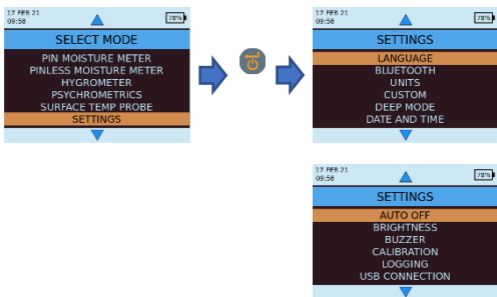 17 FEB 21
09:58
78%
SELECT MODE
PIN MOISTURE METER
PINLESS MOISTURE METER
HYGROMETER
PSYCHROMETRICS
SURFACE TEMP PROBE
SETTINGS
17 FEB 21
09:58
78%
SETTINGS
LANGUAGE
BLUETOOTH
UNITS
CUSTOM
DEEP MODE
DATE AND TIME
17 FEB 21
09:58
78%
SETTINGS
AUTO OFF
BRIGHTNESS
BUZZER
CALIBRATION
LOGGING
USB CONNECTION